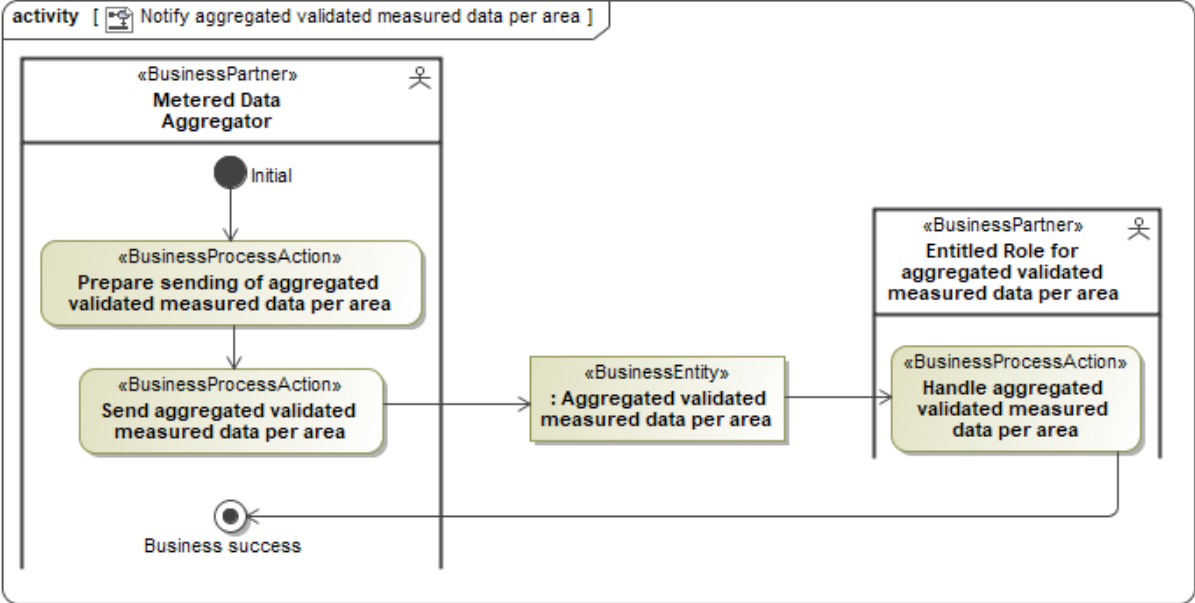 activity [ Notify aggregated validated measured data per area ]
«BusinessPartner»
Metered Data
Aggregator
Initial
«BusinessProcessAction»
Prepare sending of aggregated
validated measured data per area
«BusinessProcessAction»
Send aggregated validated
measured data per area
Business success
«BusinessEntity»
: Aggregated validated
measured data per area
«BusinessPartner»
Entitled Role for
aggregated validated
measured data per area
«BusinessProcessAction»
Handle aggregated
validated measured
data per area